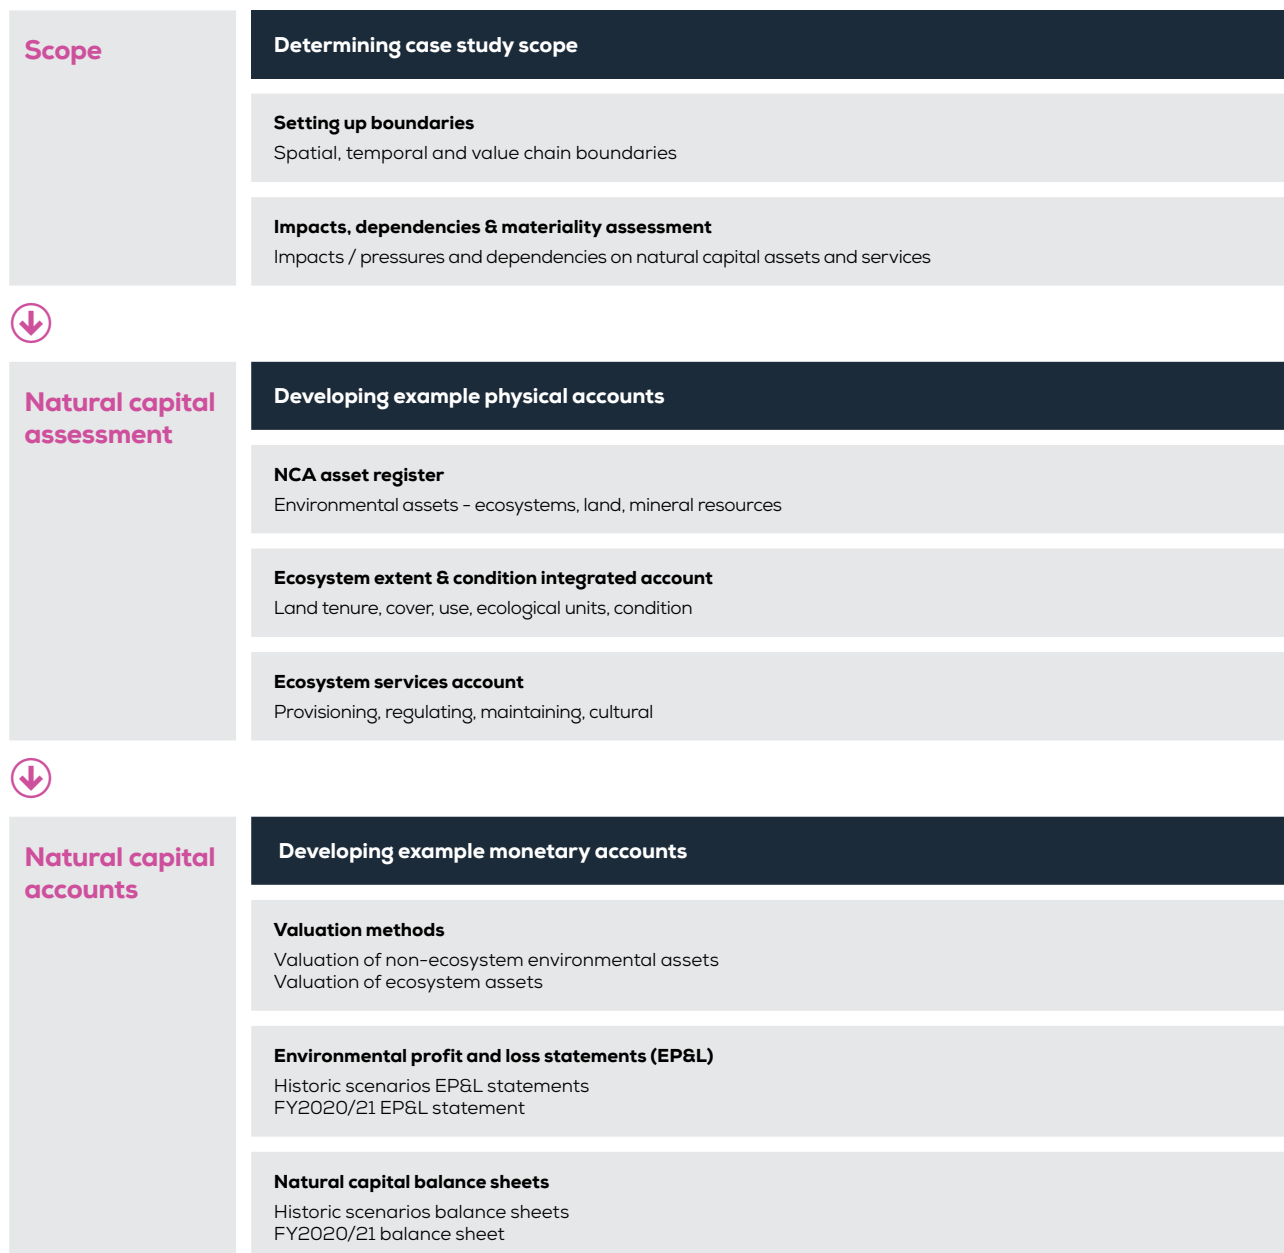 Scope
Determining case study scope
Setting up boundaries
Spatial, temporal and value chain boundaries
Impacts, dependencies & materiality assessment
Impacts / pressures and dependencies on natural capital assets and services
Natural capital
assessment
Developing example physical accounts
NCA asset register
Environmental assets - ecosystems, land, mineral resources
Ecosystem extent & condition integrated account
Land tenure, cover, use, ecological units, condition
Ecosystem services account
Provisioning, regulating, maintaining, cultural
Natural capital
accounts
Developing example monetary accounts
Valuation methods
Valuation of non-ecosystem environmental assets
Valuation of ecosystem assets
Environmental profit and loss statements (EP&L)
Historic scenarios EP&L statements
FY2020/21 EP&L statement
Natural capital balance sheets
Historic scenarios balance sheets
FY2020/21 balance sheet